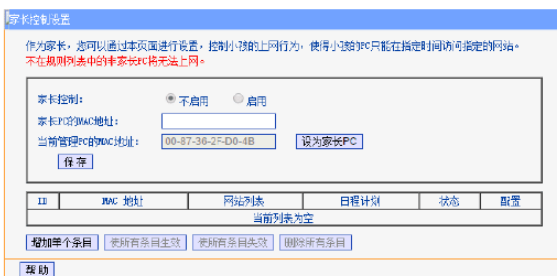 家长控制设置
作为家长，您可以通过本页面进行设置，控制小孩的上网行为，使得小孩的PC只能在指定时间访问指定的网站。
不在规则列表中的非家长PC将无法上网。
家长控制： 不启用 启用
家长PC的MAC地址：
当前管理PC的MAC地址： 00-87-36-2F-D0-4B 设为家长PC
保存
ID MAC 地址 网站列表 日程计划 状态 配置
当前列表为空
增加单个条目 使所有条目生效 使所有条目失效 删除所有条目
帮助